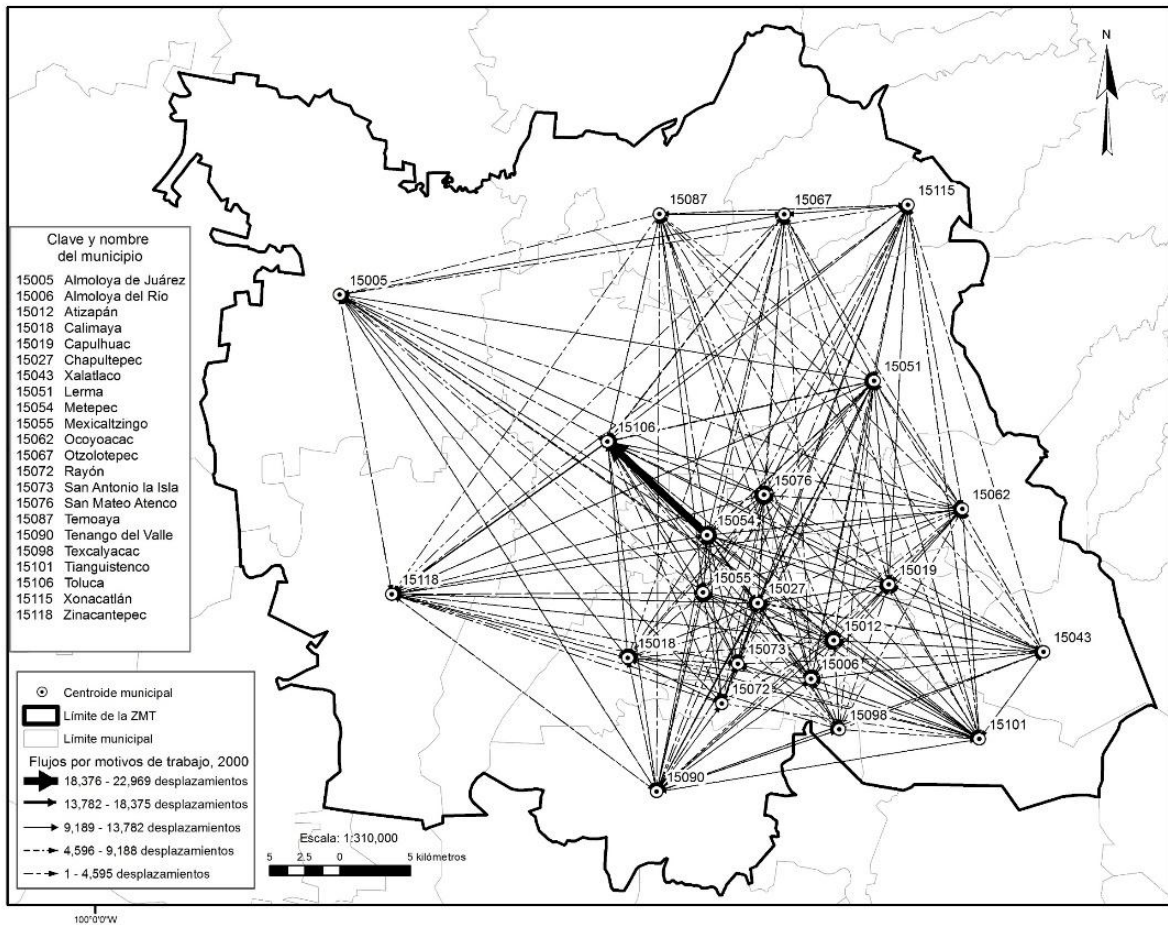 N
15115
15087
15067
Clave y nombre
del municipio
15005 Almoloya de Juárez
15006 Almoloya del Río
15012 Atizapán
15018 Calimaya
15019 Capulhuac
15027 Chapultepec
15043 Xalatlaco
15051 Lerma
15054 Metepec
15055 Mexicaltzingo
15062 Ocoyoacac
15067 Otzolotepec
15072 Rayón
15073 San Antonio la Isla
15076 San Mateo Atenco
15087 Temoaya
15090 Tenango del Valle
15098 Texcalyacac
15101 Tianguistenco
15106 Toluca
15115 Xonacatlán
15118 Zinacantepec
15005
15051
15106
15076
15062
15054
15019
15118
15055
15027
15012
15043
15018
15073
15006
15072
15098
15101
15090
Centroide municipal
Límite de la ZMT
Límite municipal
Flujos por motivos de trabajo, 2000
18,376 - 22,969 desplazamientos
13,782 - 18,375 desplazamientos
9,189 - 13,782 desplazamientos
4,596 - 9,188 desplazamientos
1 - 4,595 desplazamientos
Escala: 1:310,000
5 2.5 0 5 kilómetros
100°0'0"W